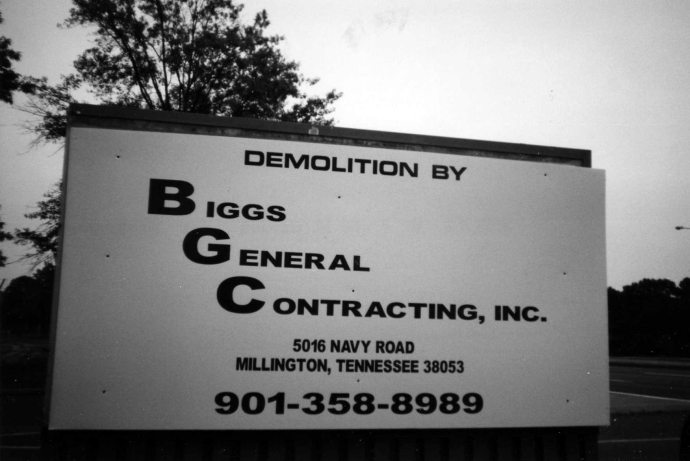 DEMOLITION BY
BIGGS
GENERAL
CONTRACTING, INC.
5016 NAVY ROAD
MILLINGTON, TENNESSEE 38053
901-358-8989